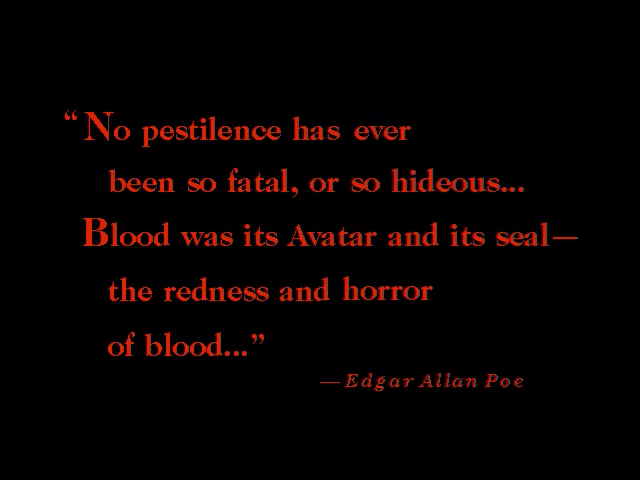 “No pestilence has ever
been so fatal, or so hideous...
Blood was its Avatar and its seal—
the redness and horror
of blood...”
—Edgar Allan Poe